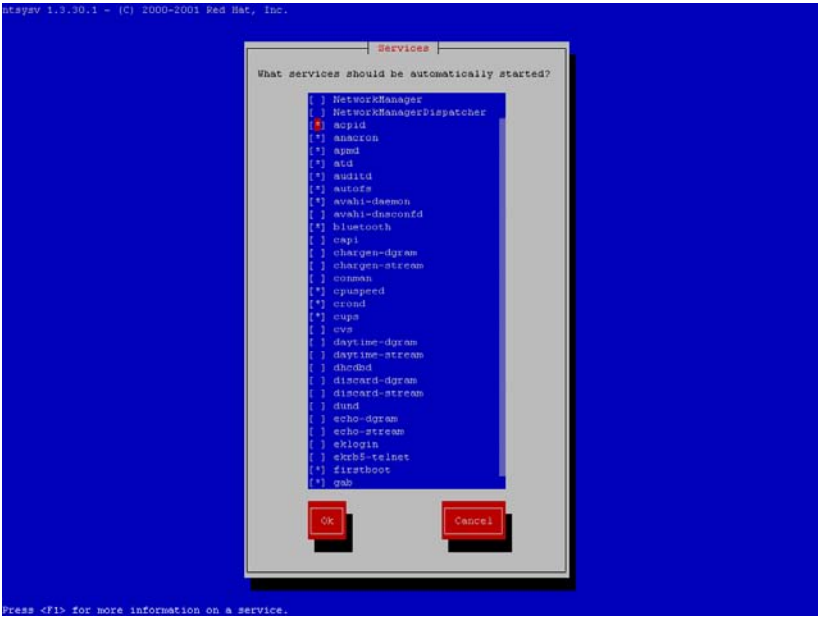 ntsysv 1.3.30.1 - (C) 2000-2001 Red Hat, Inc.
Services
What services should be automatically started?
[ ] NetworkManager
[ ] NetworkManagerDispatcher
[*] acpid
[*] anacron
[*] apmd
[*] atd
[*] auditd
[*] autofs
[*] avahi-daemon
[ ] avahi-dnsconfd
[*] bluetooth
[ ] capi
[ ] chargen-dgram
[ ] chargen-stream
[ ] conman
[*] cpuspeed
[*] crond
[*] cups
[ ] cvs
[ ] daytime-dgram
[ ] daytime-stream
[ ] dhcdbd
[ ] discard-dgram
[ ] discard-stream
[ ] dund
[ ] echo-dgram
[ ] echo-stream
[ ] eklogin
[ ] ekrb5-telnet
[*] firstboot
[*] gab
Ok Cancel
Press <F1> for more information on a service.